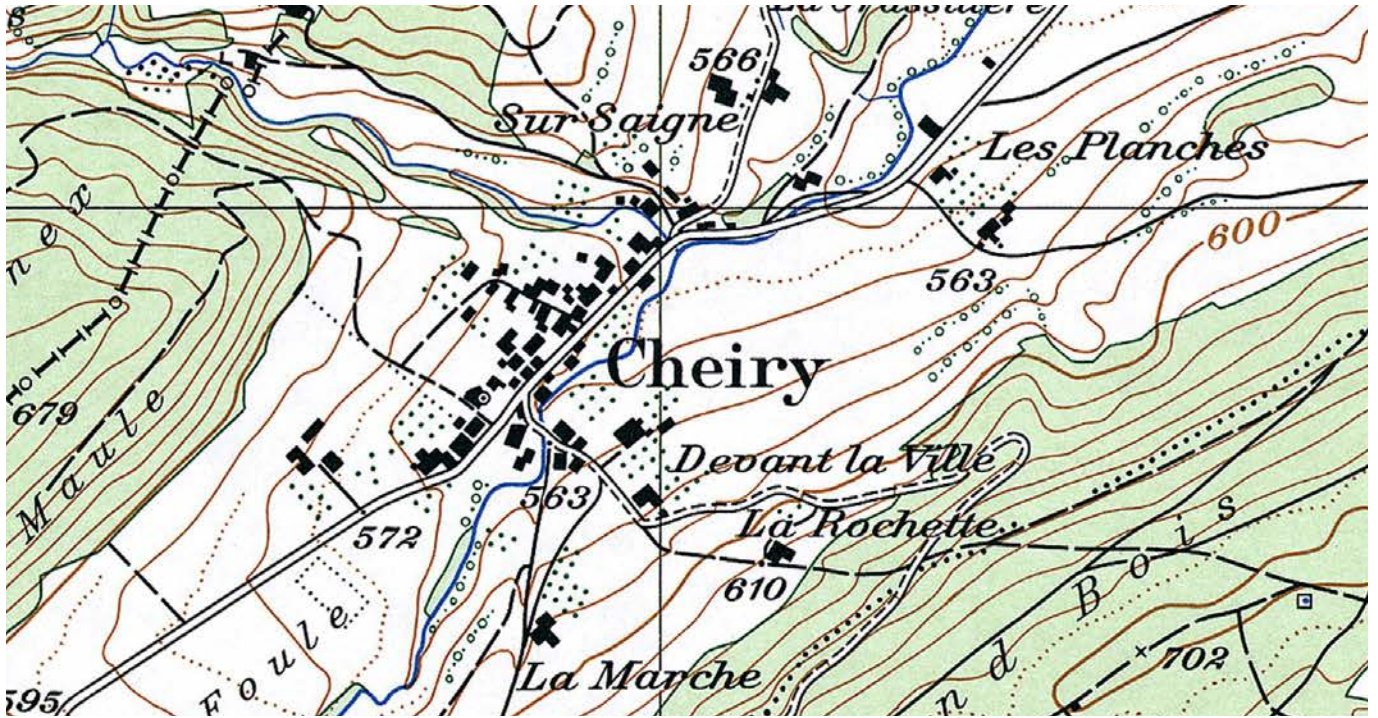 566
Sur Saigne
Les Planches
600
563
Cheiry
679
Maule
Devant la Ville
563
572
La Rochette
610
Bois
Foule
La Marche
702
595